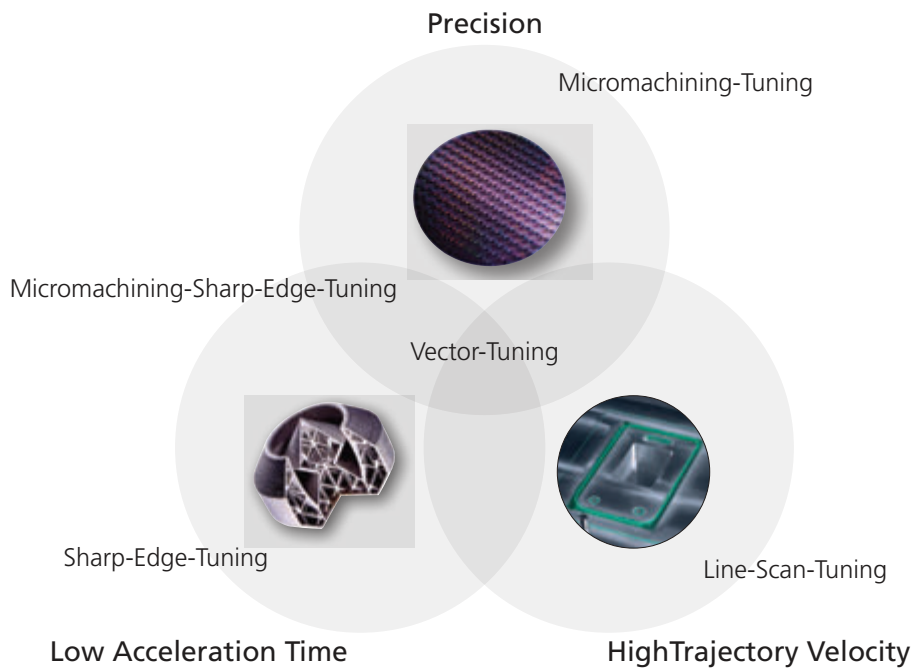 Precision
Micromachining-Tuning
Micromachining-Sharp-Edge-Tuning
Vector-Tuning
Sharp-Edge-Tuning
Line-Scan-Tuning
Low Acceleration Time
HighTrajectory Velocity